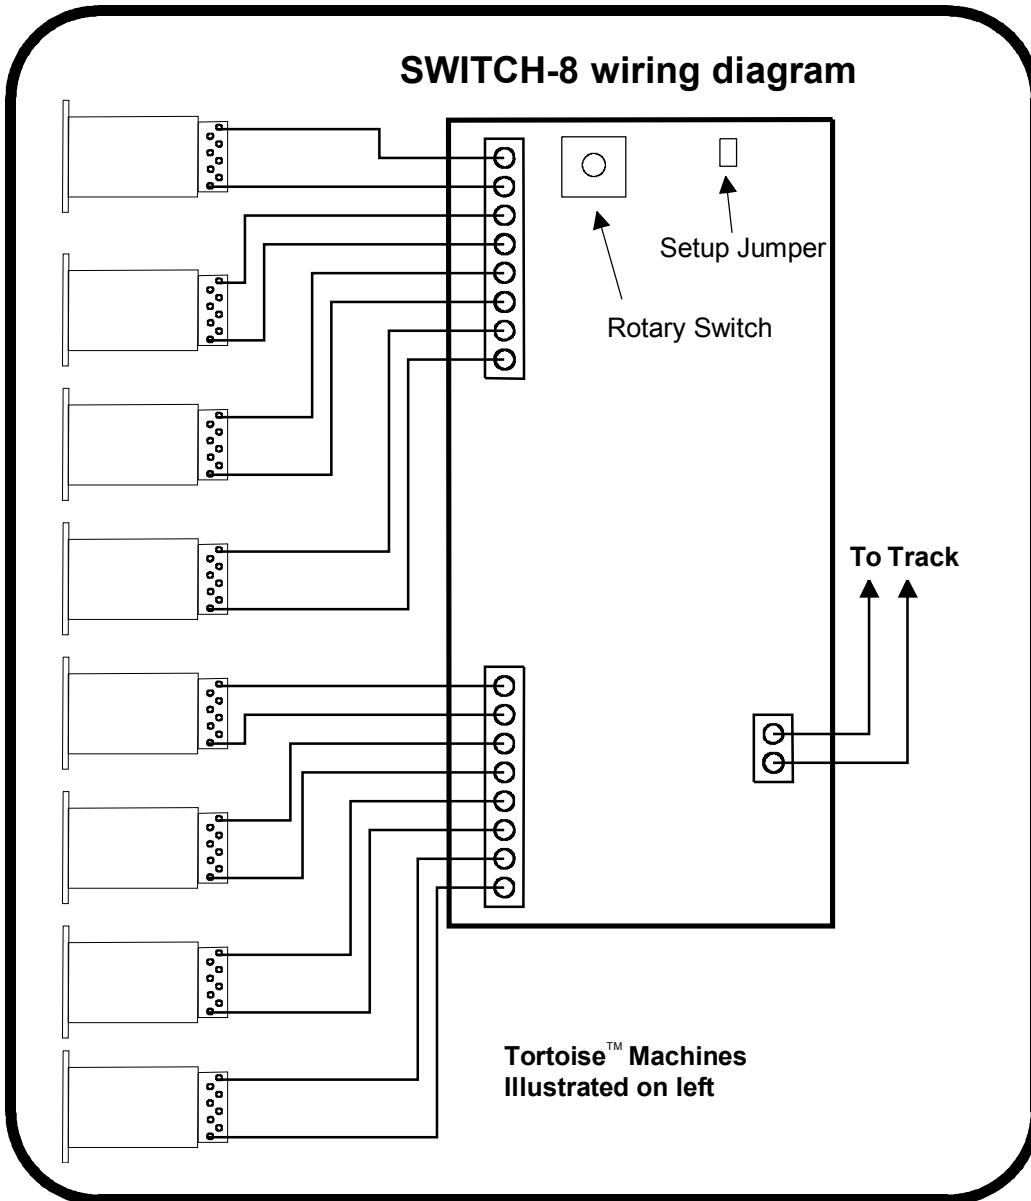 SWITCH-8 wiring diagram
Setup Jumper
Rotary Switch
To Track
Tortoise™ Machines
Illustrated on left